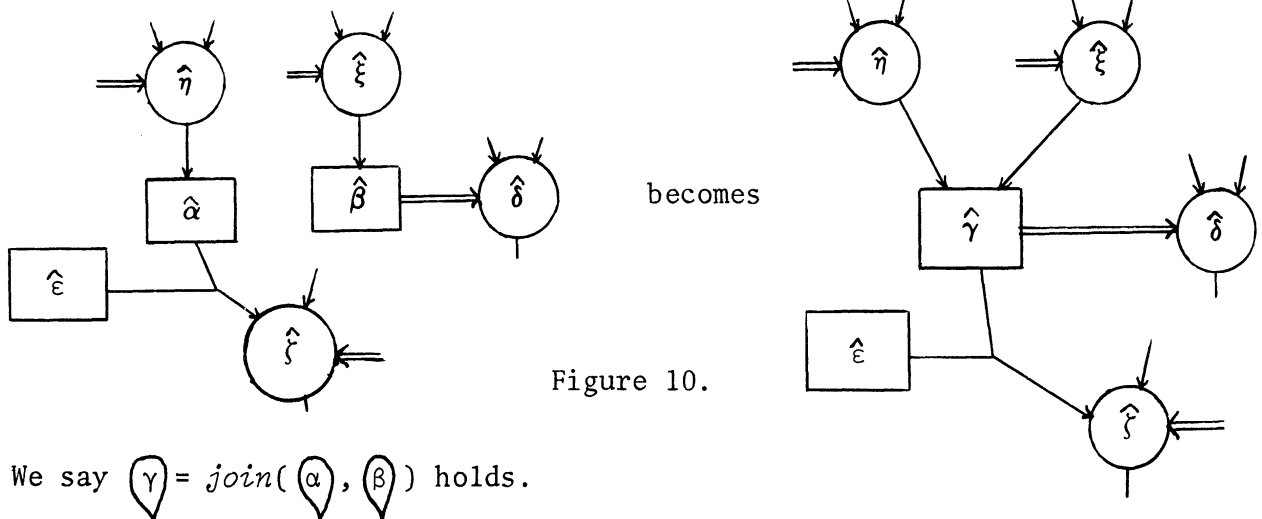 η̂ ξ̂
α̂ β̂ δ̂
ε̂
ζ̂
becomes
η̂ ξ̂
γ̂ δ̂
ε̂
ζ̂
Figure 10.
We say γ = join( α , β ) holds.